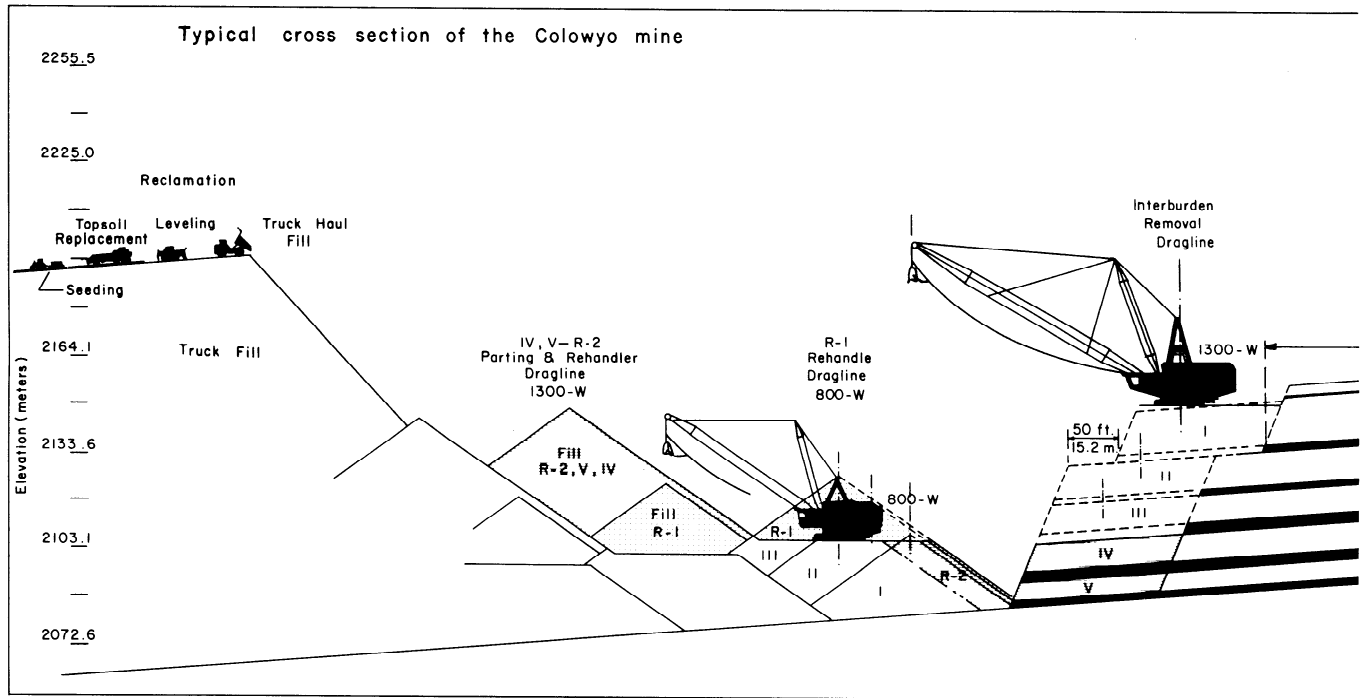 Typical cross section of the Colowyo mine
2255.5
2225.0
2164.1
2133.6
2103.1
2072.6
Elevation (meters)
Reclamation
Topsoil
Replacement
Leveling
Truck Haul
Fill
Seeding
Truck Fill
IV, V—R-2
Parting & Rehandler
Dragline
1300-W
R-1
Rehandle
Dragline
800-W
Interburden
Removal
Dragline
1300-W
50 ft.
15.2 m
Fill
R-2, V, IV
Fill
R-1
R-1
800-W
III
II
I
R-2
I
II
III
IV
V